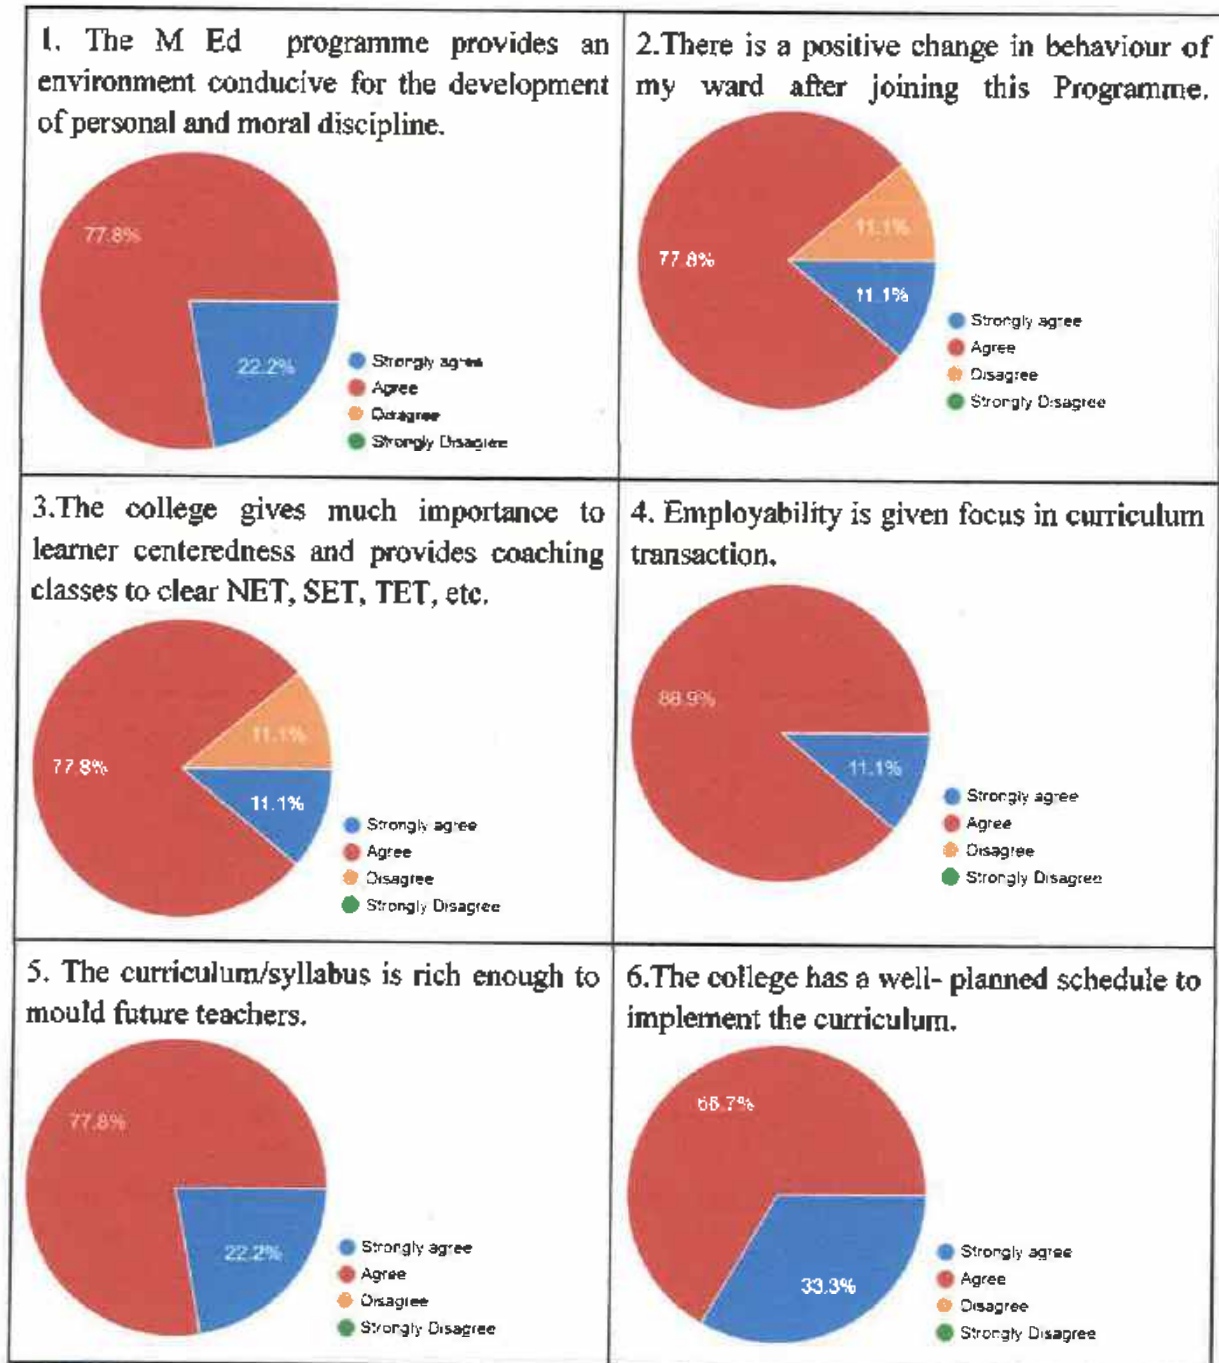 1. The M Ed programme provides an
environment conducive for the development
of personal and moral discipline.
77.8%
22.2%
Strongly agree
Agree
Disagree
Strongly Disagree
2.There is a positive change in behaviour of
my ward after joining this Programme.
11.1%
77.8%
11.1%
Strongly agree
Agree
Disagree
Strongly Disagree
3.The college gives much importance to
learner centeredness and provides coaching
classes to clear NET, SET, TET, etc.
11.1%
77.8%
11.1%
Strongly agree
Agree
Disagree
Strongly Disagree
4. Employability is given focus in curriculum
transaction.
88.9%
11.1%
Strongly agree
Agree
Disagree
Strongly Disagree
5. The curriculum/syllabus is rich enough to
mould future teachers.
77.8%
22.2%
Strongly agree
Agree
Disagree
Strongly Disagree
6.The college has a well- planned schedule to
implement the curriculum.
66.7%
33.3%
Strongly agree
Agree
Disagree
Strongly Disagree